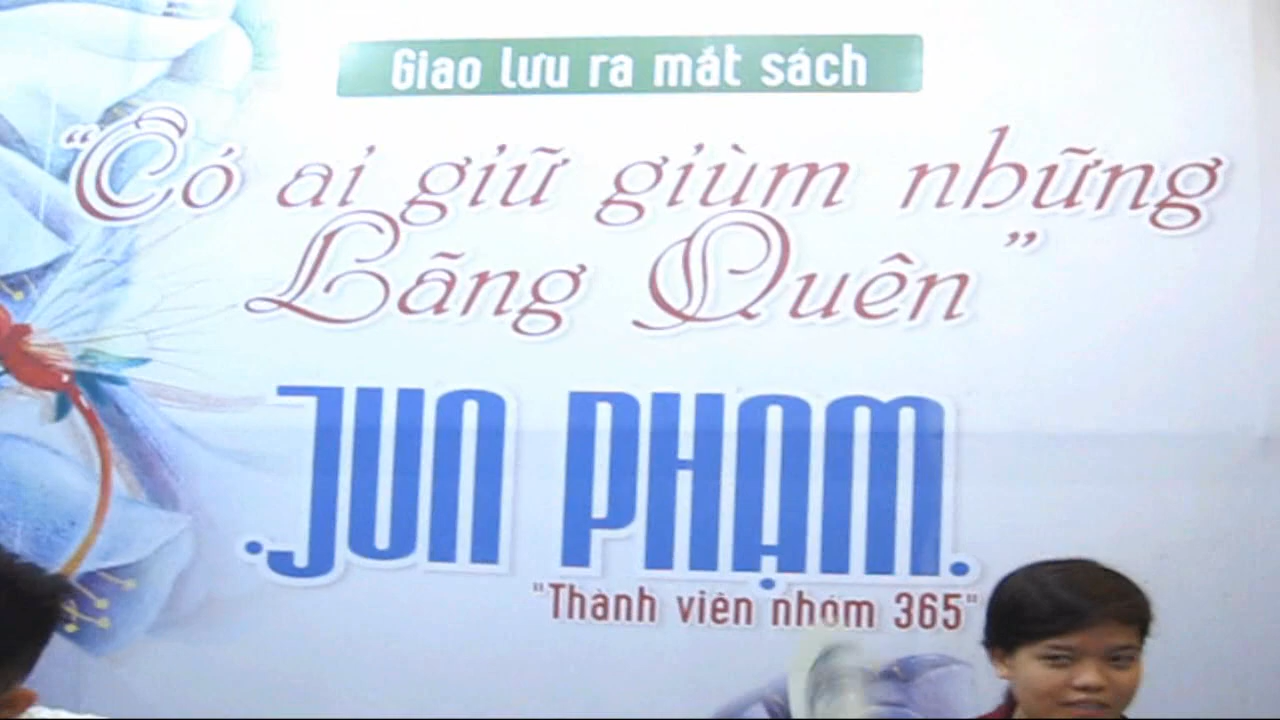 Giao lưu ra mắt sách
“Có ai giữ giùm những
Lãng Quên”
.JUN PHẠM.
"Thành viên nhóm 365"